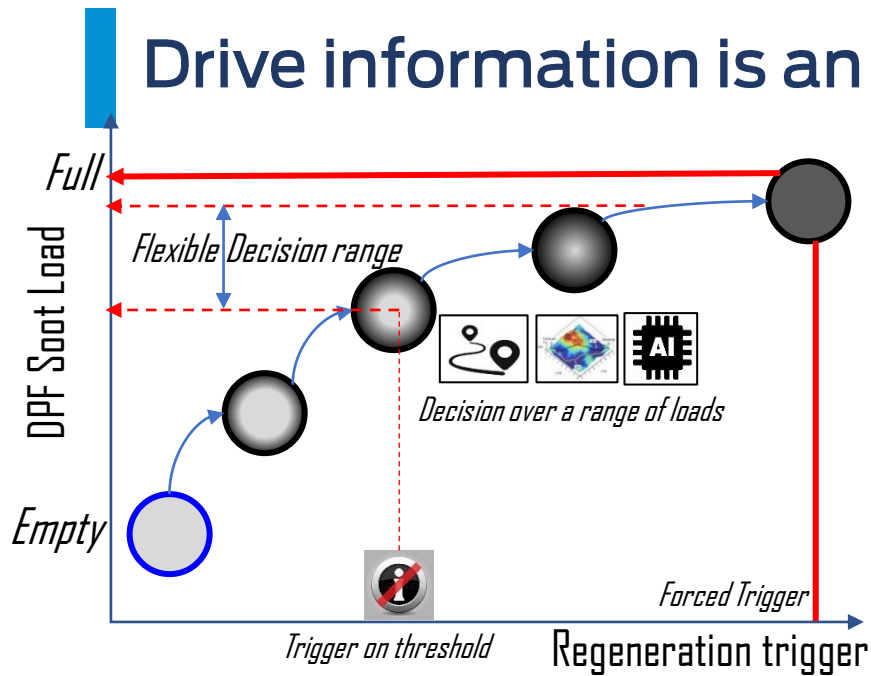 Drive information is an
Full
Flexible Decision range
DPF Soot Load
AI
Decision over a range of loads
Empty
i
Forced Trigger
Trigger on threshold
Regeneration trigger